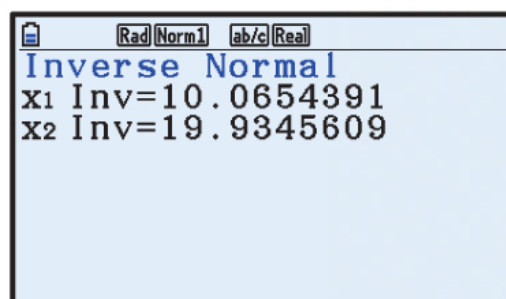 Rad Norm1 ab/c Real
Inverse Normal
x1 Inv=10.0654391
x2 Inv=19.9345609